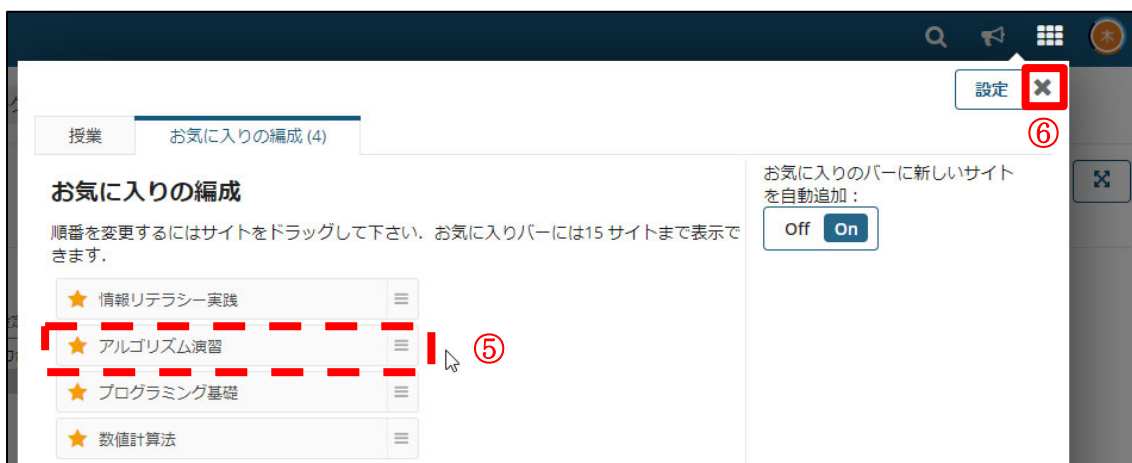 木
設定
⑥
授業
お気に入りの編成 (4)
お気に入りの編成
順番を変更するにはサイトをドラッグして下さい．お気に入りバーには15 サイトまで表示で
きます．
お気に入りのバーに新しいサイト
を自動追加：
Off On
情報リテラシー実践
アルゴリズム演習
⑤
プログラミング基礎
数値計算法